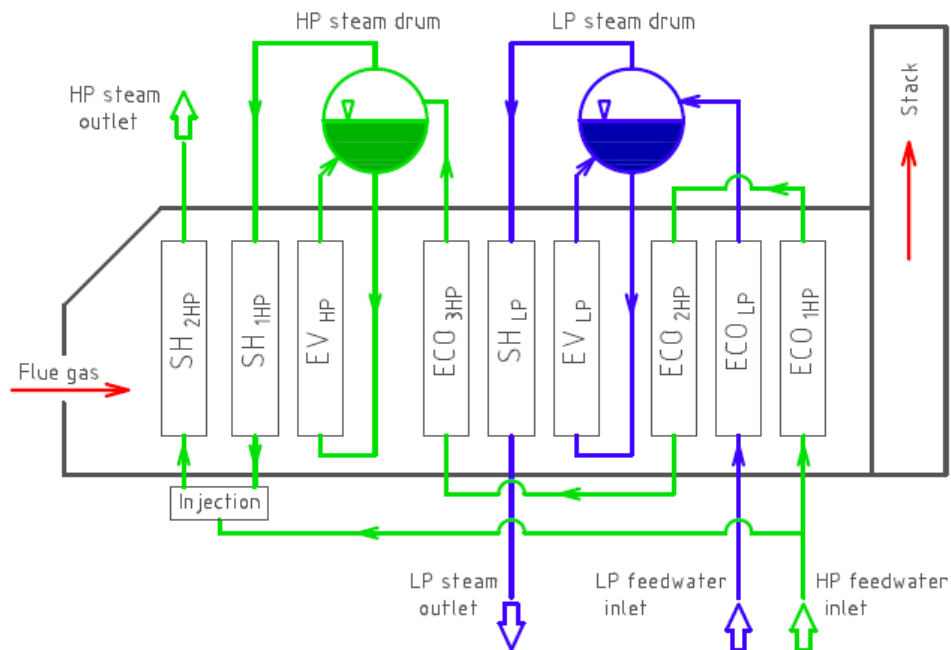 HP steam drum
LP steam drum
HP steam
outlet
Stack
SH 2HP
SH 1HP
EV HP
ECO 3HP
SH LP
EV LP
ECO 2HP
ECO LP
ECO 1HP
Flue gas
Injection
LP steam
outlet
LP feedwater
inlet
HP feedwater
inlet